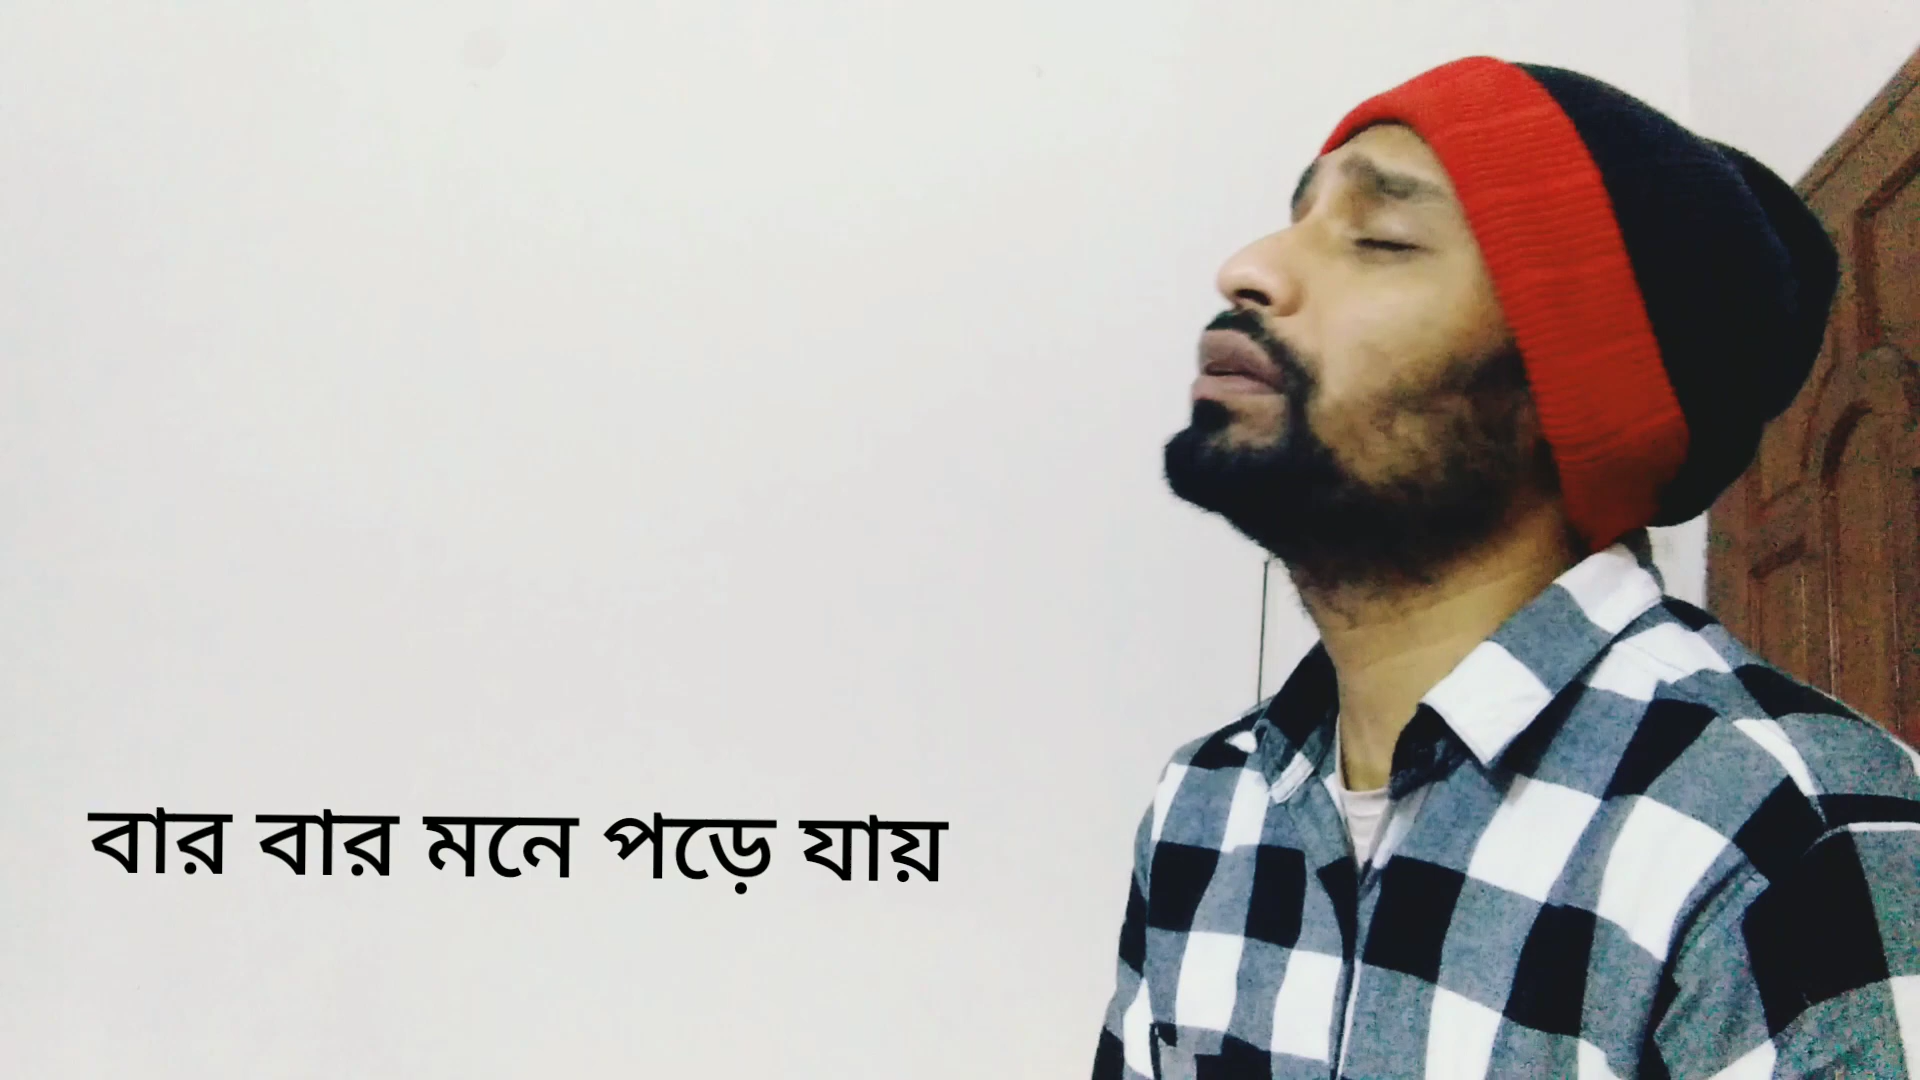 বার বার মনে পড়ে যায়